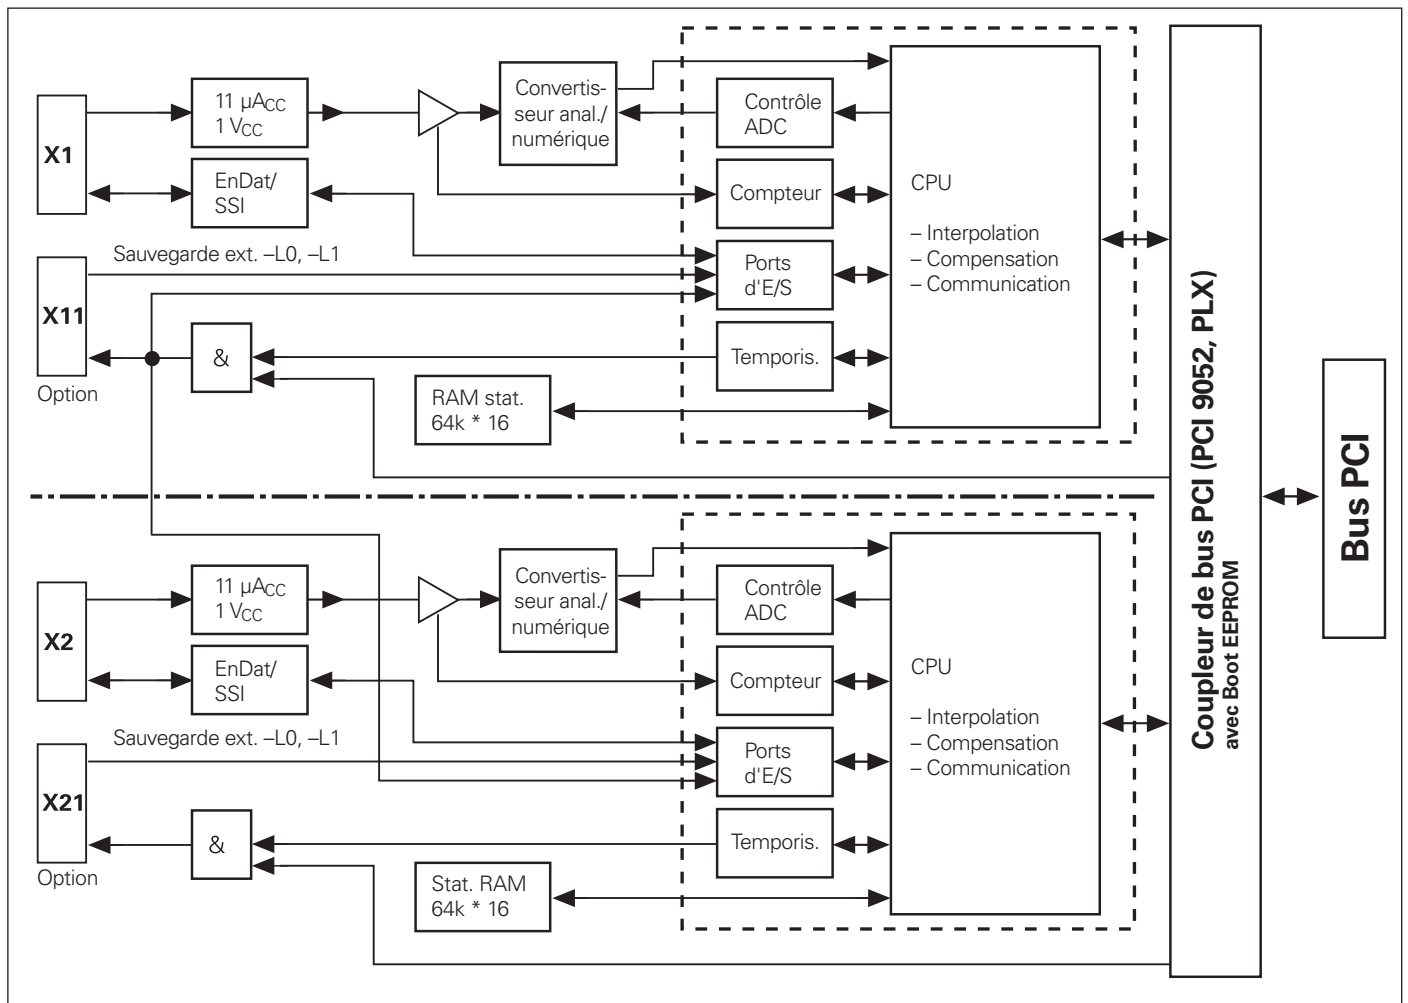 X1
11 µACC
1 VCC
EnDat/
SSI
Convertis-
seur anal./
numérique
Contrôle
ADC
Compteur
Ports
d'E/S
Temporis.
CPU
– Interpolation
– Compensation
– Communication
Sauvegarde ext. –L0, –L1
X11
Option
&
RAM stat.
64k * 16
X2
11 µACC
1 VCC
EnDat/
SSI
Convertis-
seur anal./
numérique
Contrôle
ADC
Compteur
Ports
d'E/S
Temporis.
CPU
– Interpolation
– Compensation
– Communication
Sauvegarde ext. –L0, –L1
X21
Option
&
Stat. RAM
64k * 16
Coupleur de bus PCI (PCI 9052, PLX)
avec Boot EEPROM
Bus PCI